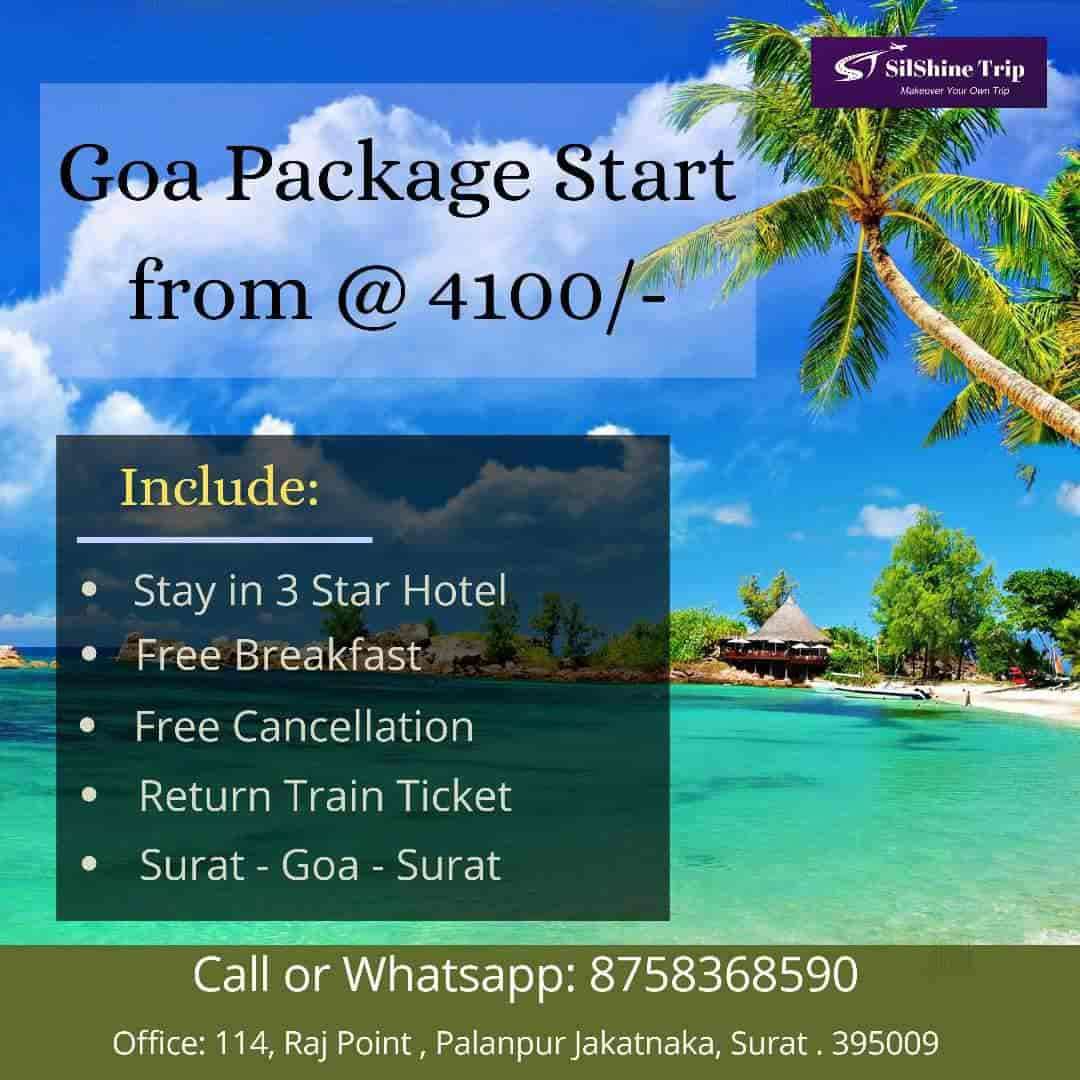 SilShine Trip
Makeover Your Own Trip
Goa Package Start
from @ 4100/-
Include:
• Stay in 3 Star Hotel
• Free Breakfast
• Free Cancellation
• Return Train Ticket
• Surat - Goa - Surat
Call or Whatsapp: 8758368590
Office: 114, Raj Point , Palanpur Jakatnaka, Surat . 395009